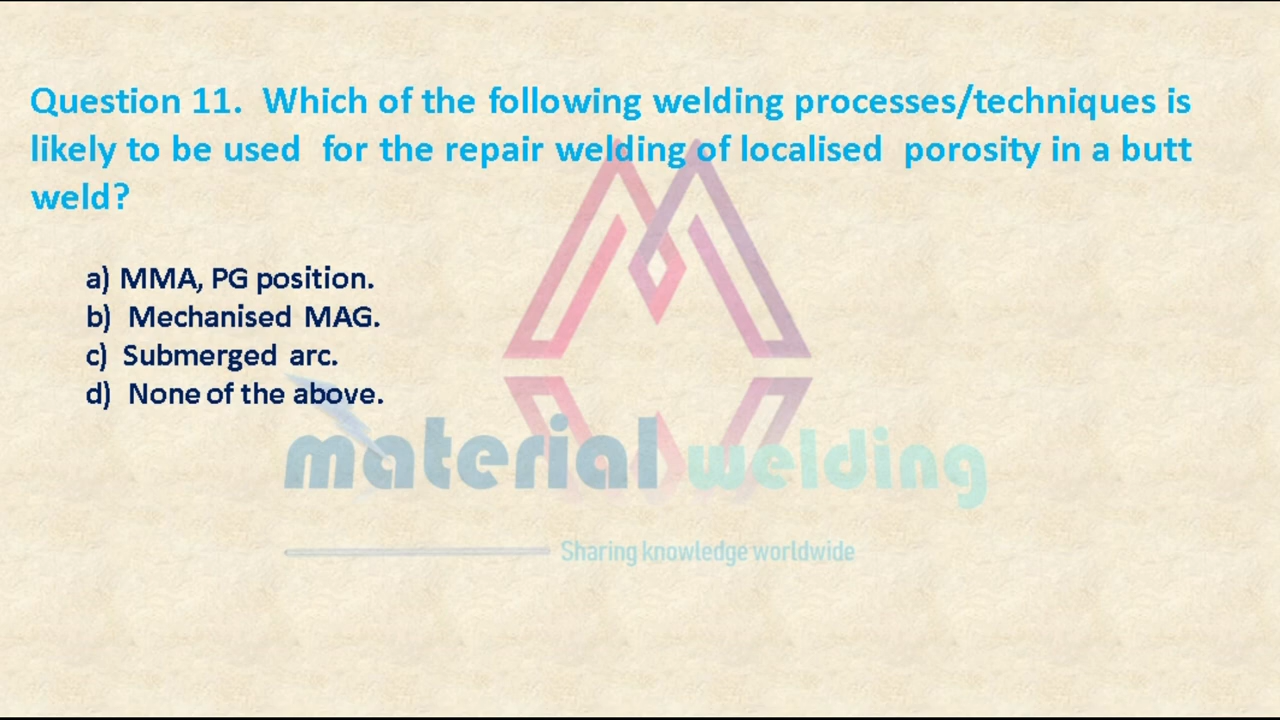 Question 11. Which of the following welding processes/techniques is
likely to be used for the repair welding of localised porosity in a butt
weld?
a) MMA, PG position.
b) Mechanised MAG.
c) Submerged arc.
d) None of the above.
material welding
Sharing knowledge worldwide